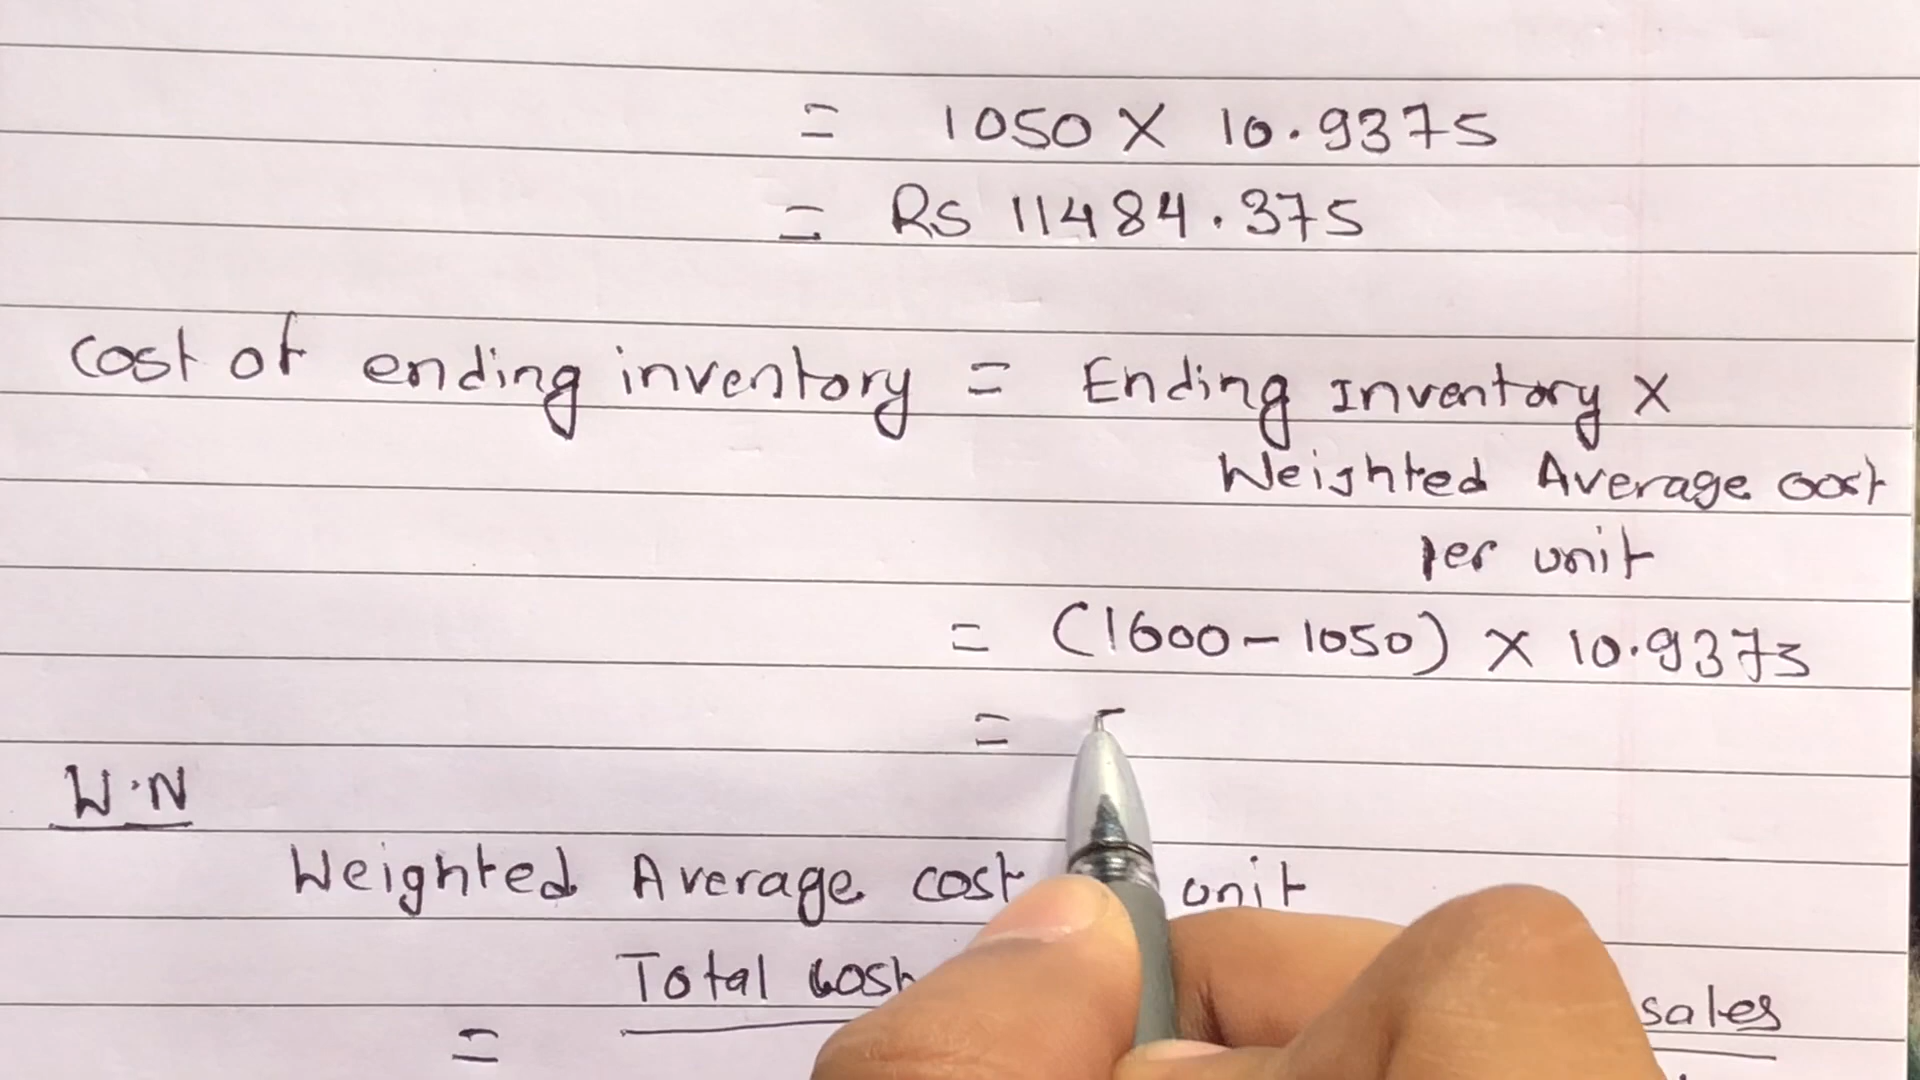 = 1050 X 10.9375
= Rs 11484.375
cost of ending inventory = Ending Inventory X
Weighted Average cost
per unit
= (1600 - 1050) X 10.9375
=
W.N
Weighted Average cost unit
Total cost sales
=